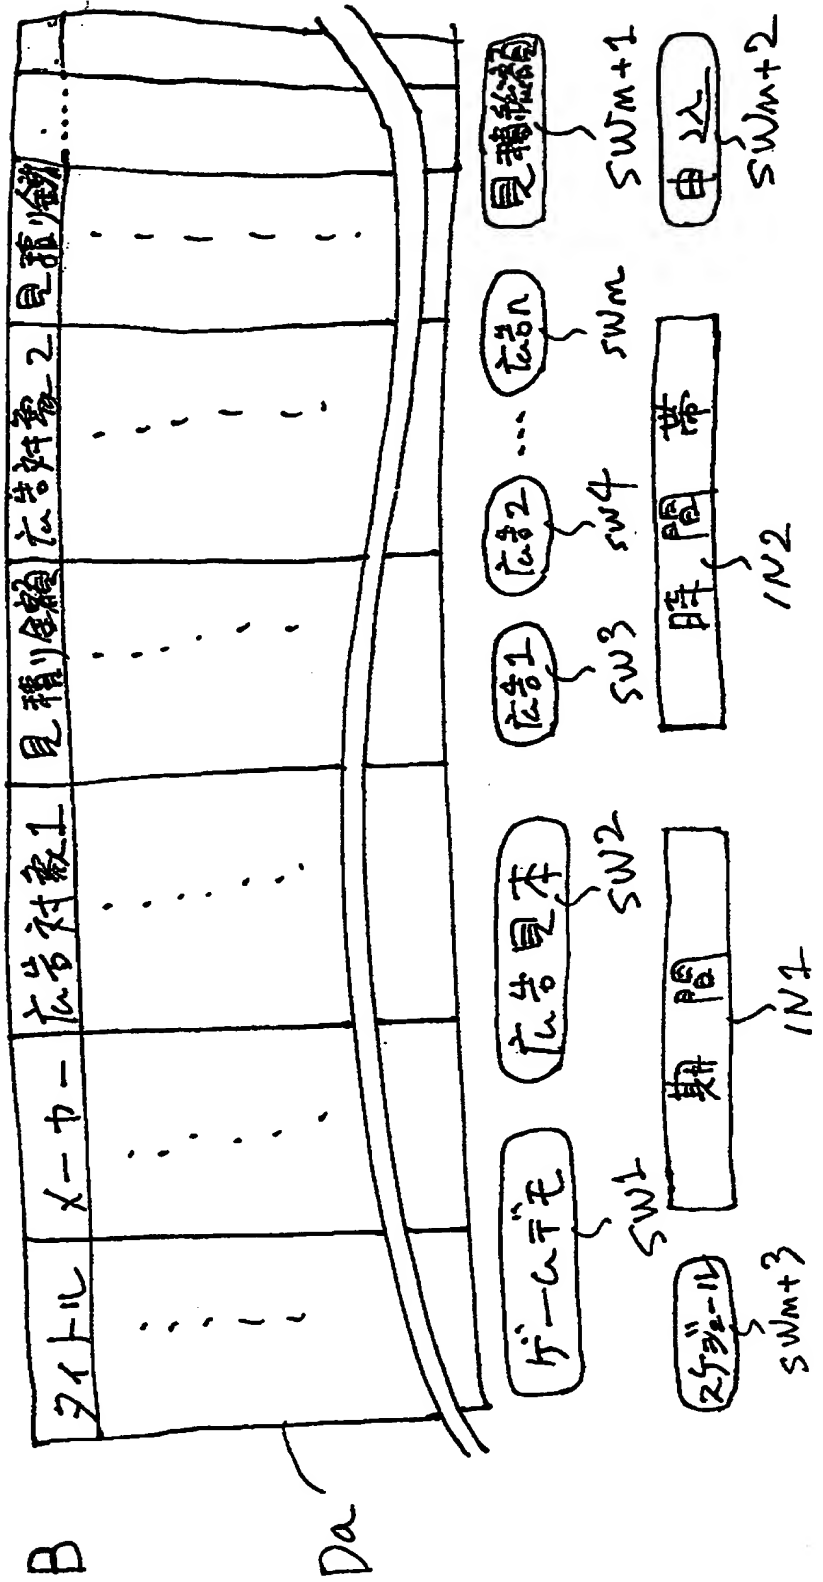 B
タイトル メーカー 広告対象1 見積り金額 広告対象2 見積り金額 ‥‥‥
Da
ゲームデモ 広告見本 広告1 広告2 … 広告n 見積総額
SW1 SW2 SW3 SW4 SWm SWm+1
スケジュール 期間 時間帯 申込
SWm+3 IN1 IN2 SWm+2